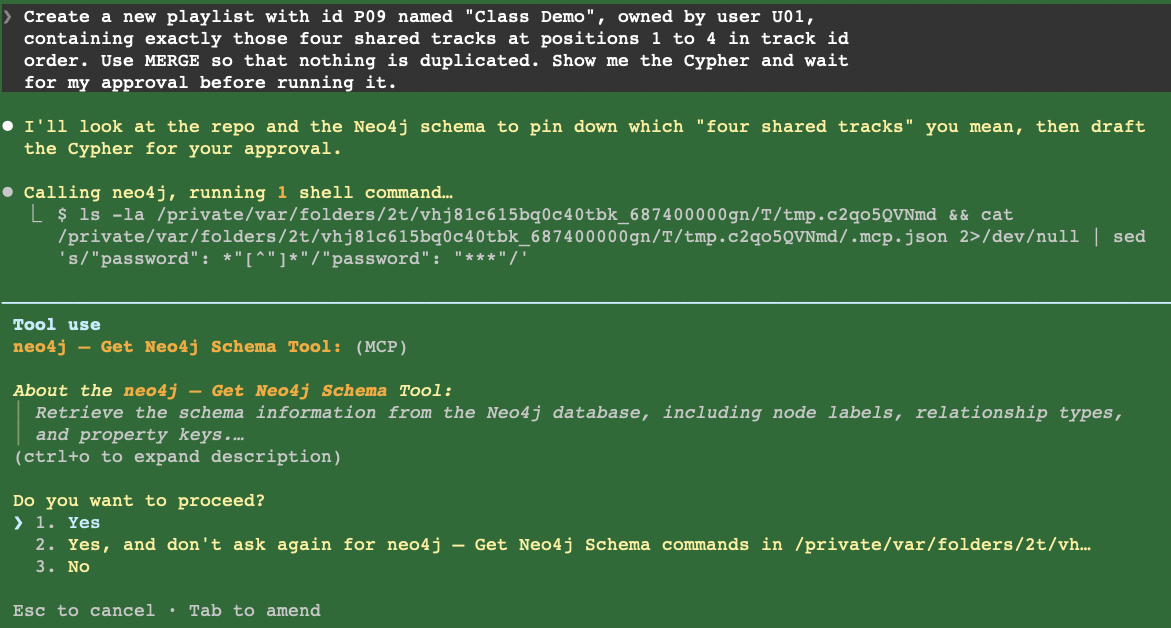 ❯ Create a new playlist with id P09 named "Class Demo", owned by user U01,
containing exactly those four shared tracks at positions 1 to 4 in track id
order. Use MERGE so that nothing is duplicated. Show me the Cypher and wait
for my approval before running it.
● I'll look at the repo and the Neo4j schema to pin down which "four shared tracks" you mean, then draft
the Cypher for your approval.
● Calling neo4j, running 1 shell command…
⎿ $ ls -la /private/var/folders/2t/vhj81c615bq0c40tbk_687400000gn/T/tmp.c2qo5QVNmd && cat
/private/var/folders/2t/vhj81c615bq0c40tbk_687400000gn/T/tmp.c2qo5QVNmd/.mcp.json 2>/dev/null | sed
's/"password": *"[^"]*"/"password": "***"/'
Tool use
neo4j — Get Neo4j Schema Tool: (MCP)
About the neo4j — Get Neo4j Schema Tool:
Retrieve the schema information from the Neo4j database, including node labels, relationship types,
and property keys.…
(ctrl+o to expand description)
Do you want to proceed?
❯ 1. Yes
2. Yes, and don't ask again for neo4j — Get Neo4j Schema commands in /private/var/folders/2t/vh…
3. No
Esc to cancel · Tab to amend